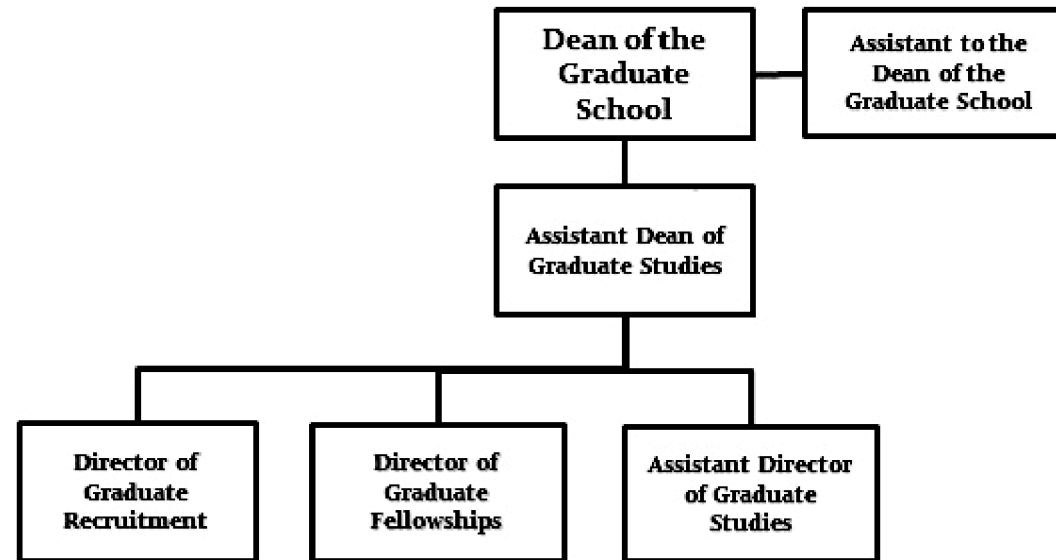 Dean of the
Graduate
School
Assistant to the
Dean of the
Graduate School
Assistant Dean of
Graduate Studies
Director of
Graduate
Recruitment
Director of
Graduate
Fellowships
Assistant Director
of Graduate
Studies